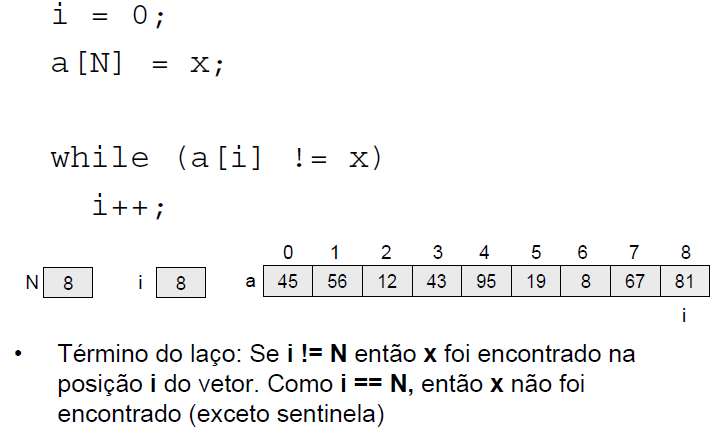 i = 0;
a[N] = x;
while (a[i] != x)
i++;
0 1 2 3 4 5 6 7 8
N 8 i 8 a 45 56 12 43 95 19 8 67 81
i
• Término do laço: Se i != N então x foi encontrado na
posição i do vetor. Como i == N, então x não foi
encontrado (exceto sentinela)